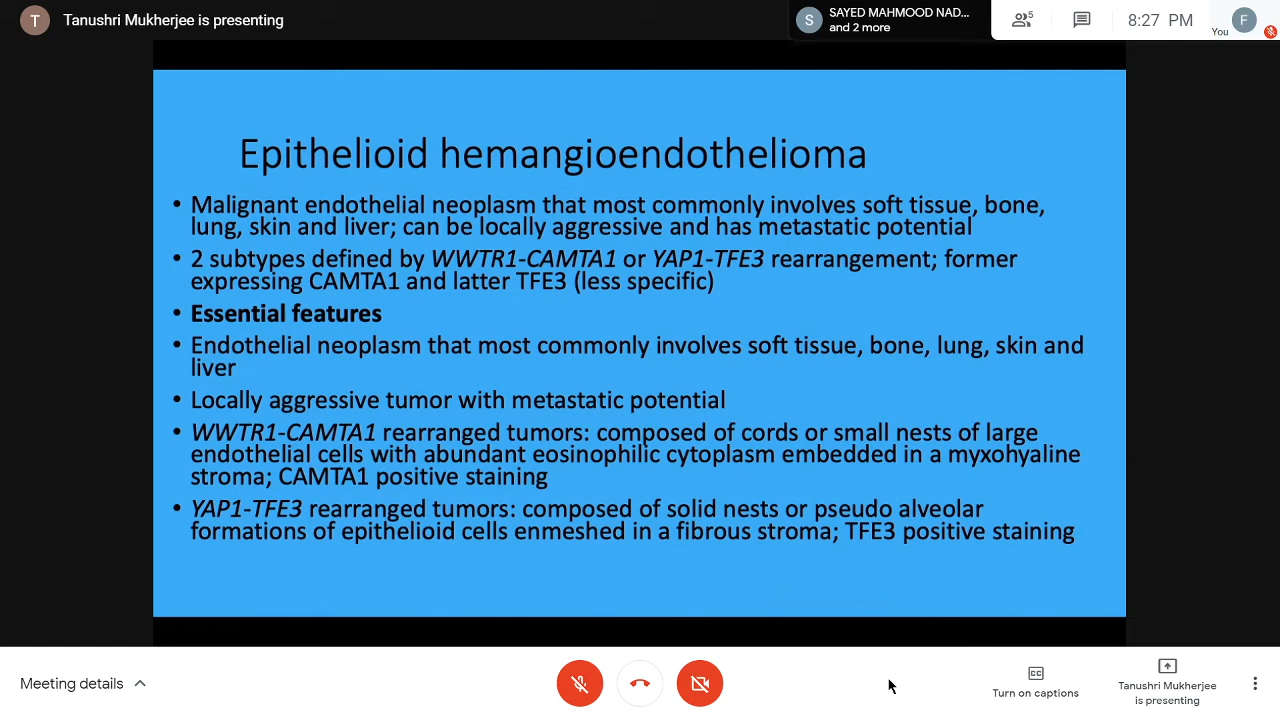 T Tanushri Mukherjee is presenting
S SAYED MAHMOOD NAD...
and 2 more
5
8:27 PM
You
F
Epithelioid hemangioendothelioma
• Malignant endothelial neoplasm that most commonly involves soft tissue, bone,
lung, skin and liver; can be locally aggressive and has metastatic potential
• 2 subtypes defined by WWTR1-CAMTA1 or YAP1-TFE3 rearrangement; former
expressing CAMTA1 and latter TFE3 (less specific)
• Essential features
• Endothelial neoplasm that most commonly involves soft tissue, bone, lung, skin and
liver
• Locally aggressive tumor with metastatic potential
• WWTR1-CAMTA1 rearranged tumors: composed of cords or small nests of large
endothelial cells with abundant eosinophilic cytoplasm embedded in a myxohyaline
stroma; CAMTA1 positive staining
• YAP1-TFE3 rearranged tumors: composed of solid nests or pseudo alveolar
formations of epithelioid cells enmeshed in a fibrous stroma; TFE3 positive staining
Meeting details
CC
Turn on captions
Tanushri Mukherjee
is presenting